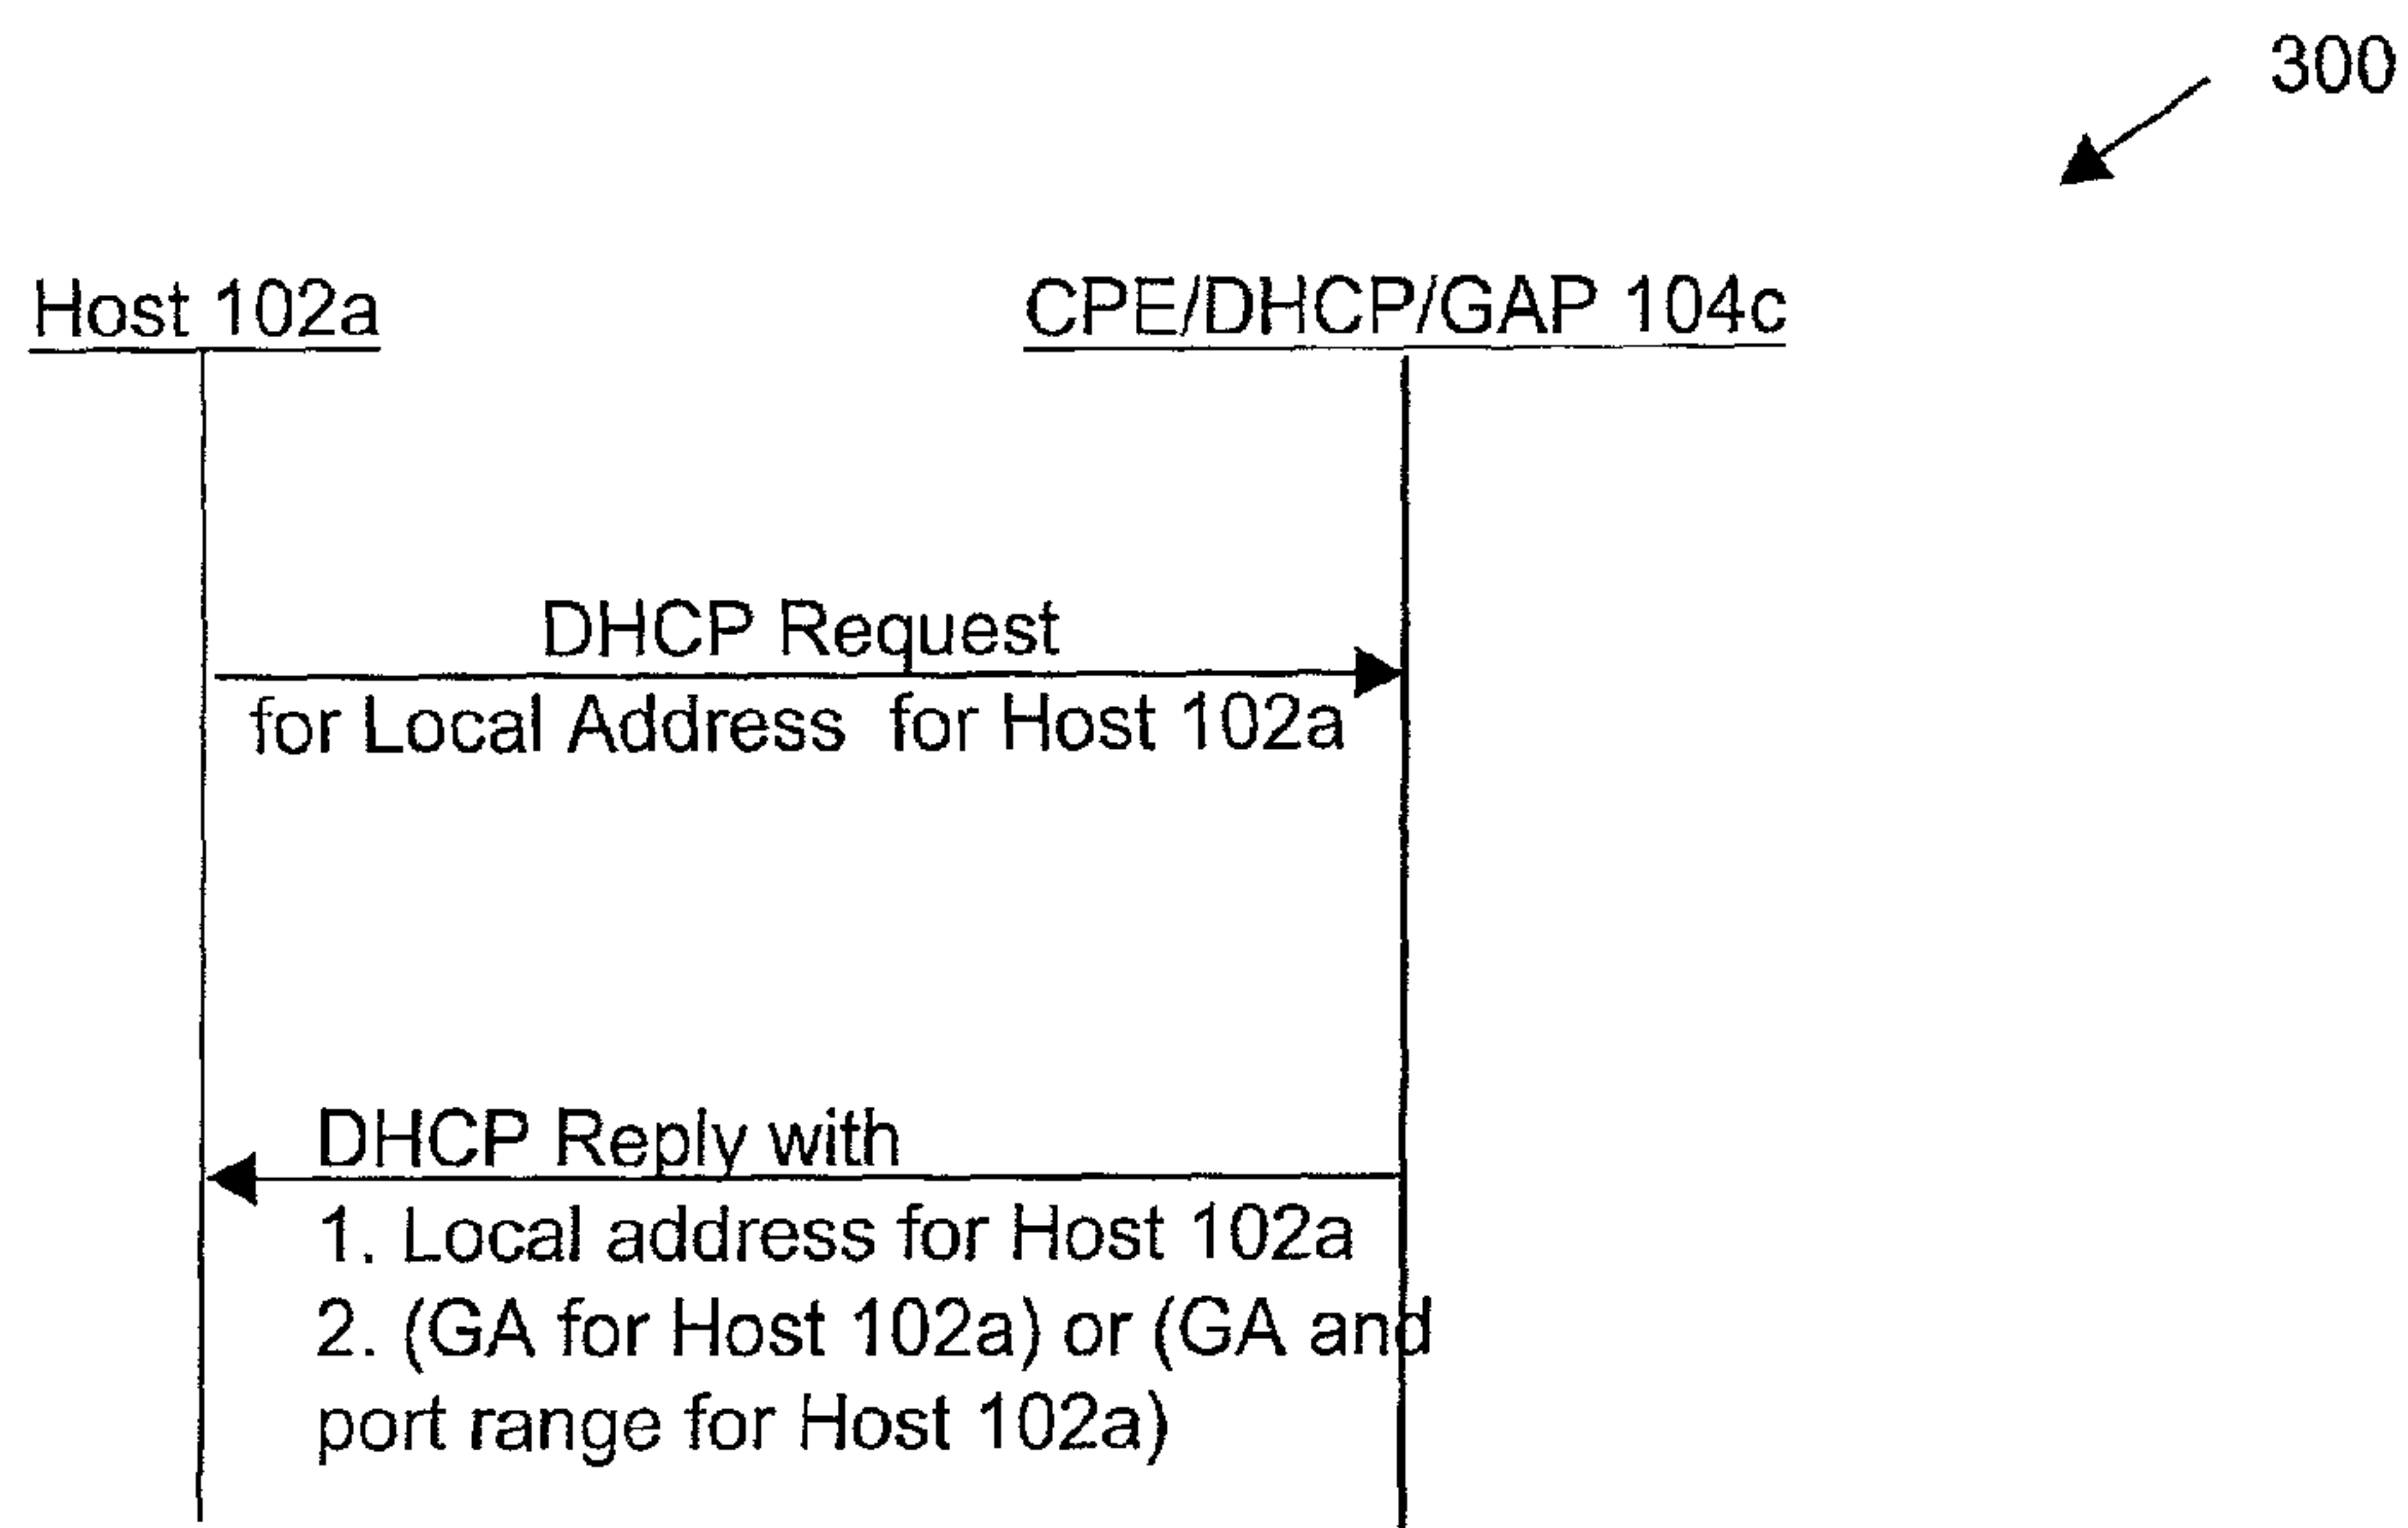 300
Host 102a
CPE/DHCP/GAP 104c
DHCP Request
for Local Address for Host 102a
DHCP Reply with
1. Local address for Host 102a
2. (GA for Host 102a) or (GA and
port range for Host 102a)